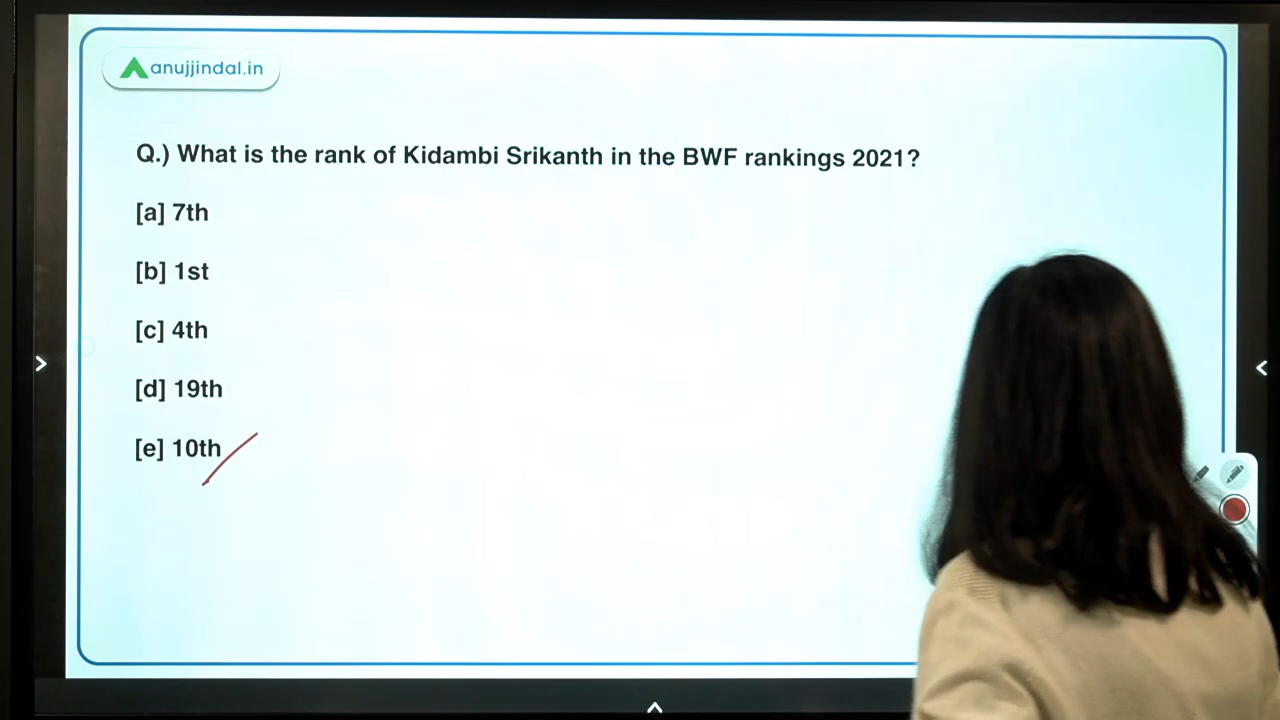 anujjindal.in
Q.) What is the rank of Kidambi Srikanth in the BWF rankings 2021?
[a] 7th
[b] 1st
[c] 4th
[d] 19th
[e] 10th